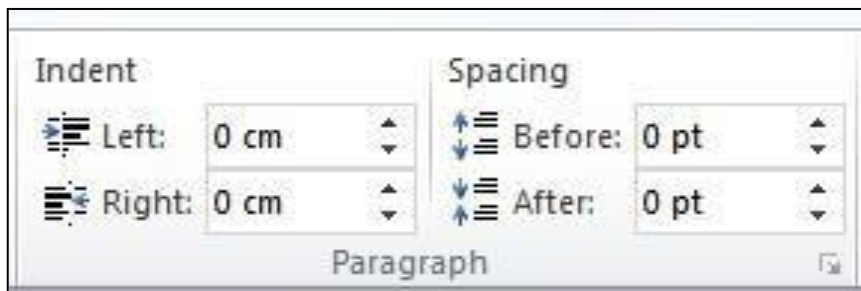 Indent Spacing
Left: 0 cm Before: 0 pt
Right: 0 cm After: 0 pt
Paragraph